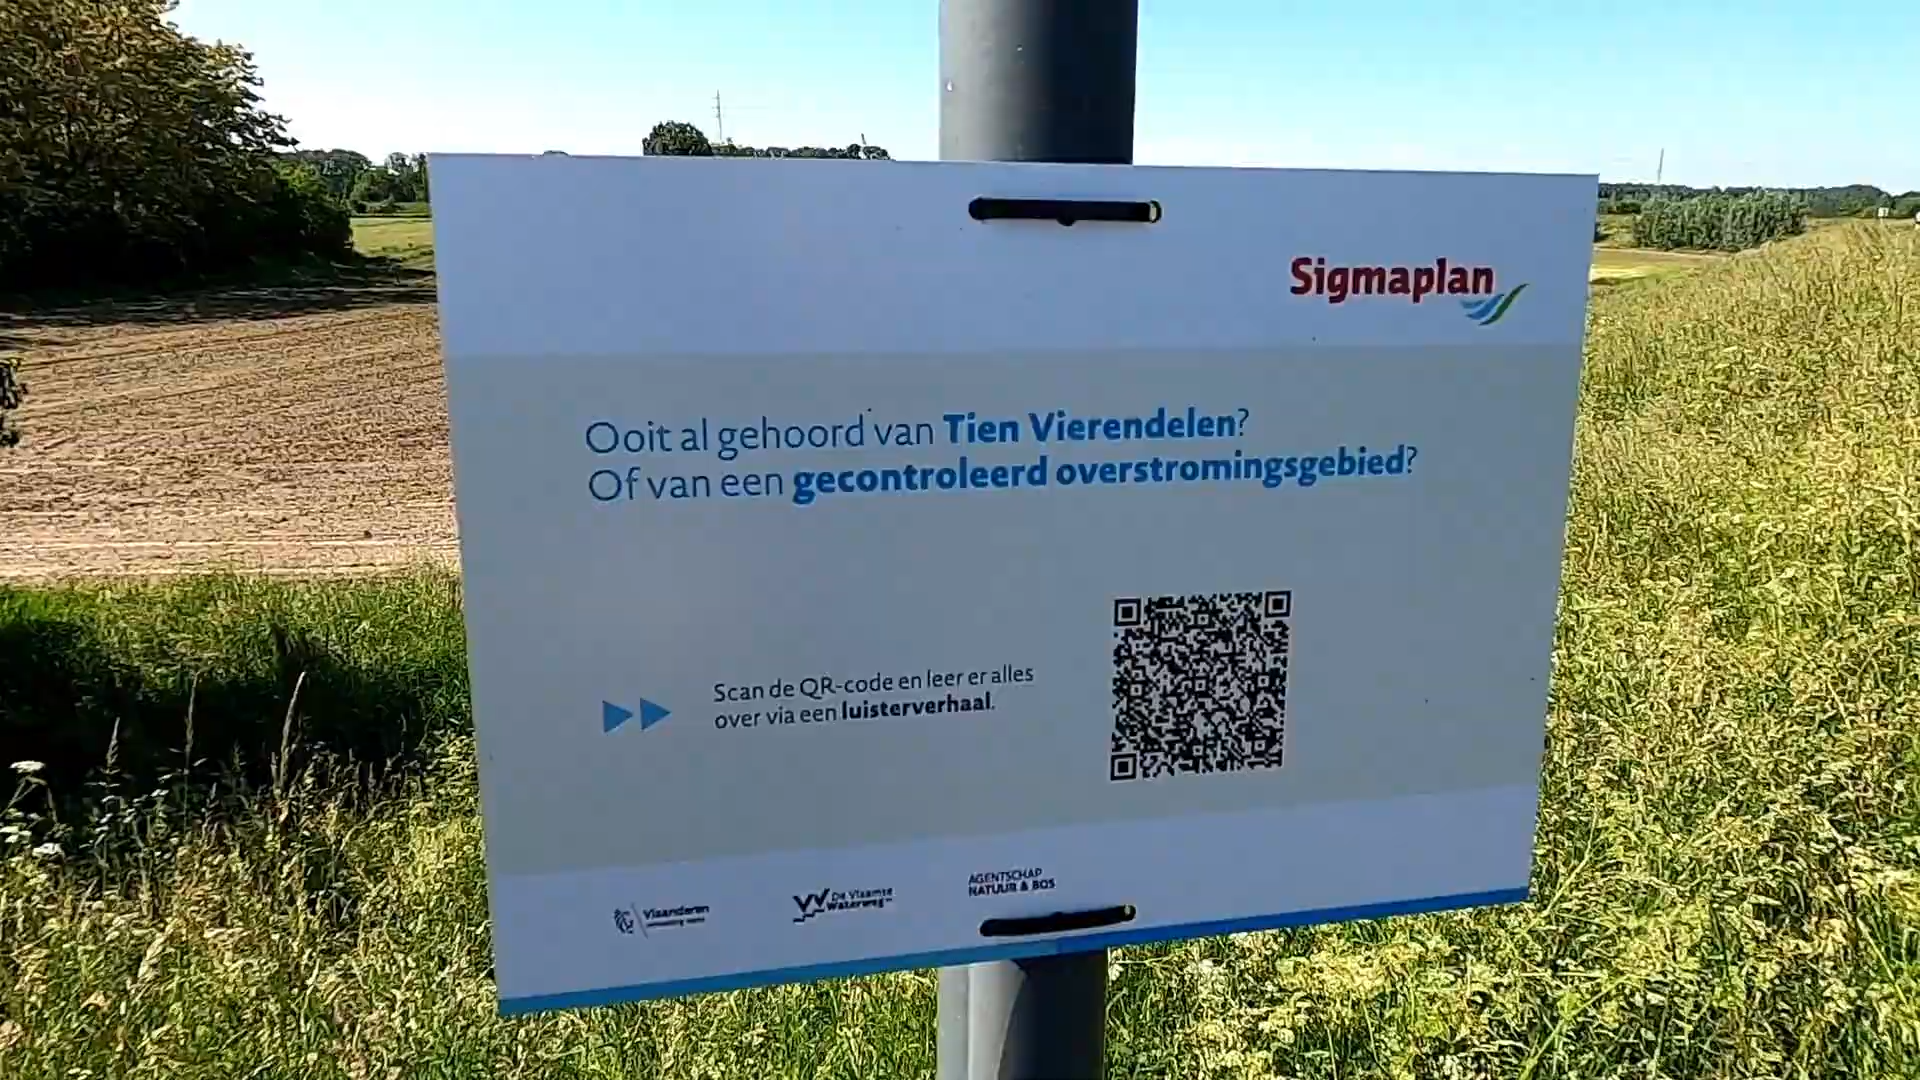 Sigmaplan
Ooit al gehoord van Tien Vierendelen?
Of van een gecontroleerd overstromingsgebied?
Scan de QR-code en leer er alles
over via een luisterverhaal.
Vlaanderen
De Vlaamse
Waterweg
AGENTSCHAP
NATUUR & BOS